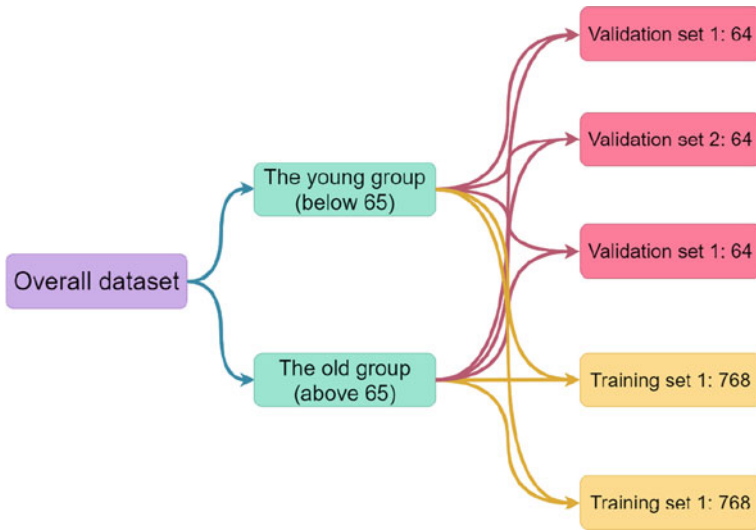 Validation set 1: 64
Validation set 2: 64
The young group
(below 65)
Validation set 1: 64
Overall dataset
The old group
(above 65)
Training set 1: 768
Training set 1: 768